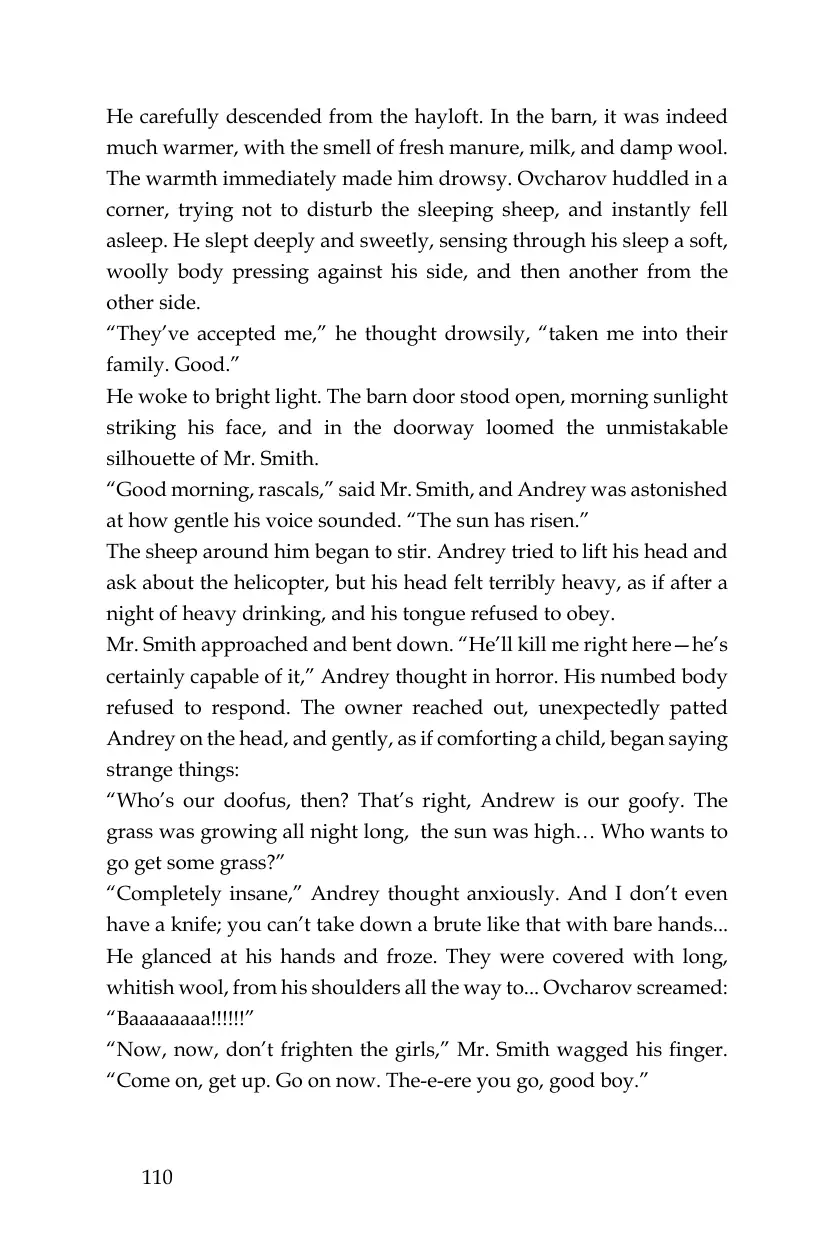 He carefully descended from the hayloft. In the barn, it was indeed
much warmer, with the smell of fresh manure, milk, and damp wool.
The warmth immediately made him drowsy. Ovcharov huddled in a
corner, trying not to disturb the sleeping sheep, and instantly fell
asleep. He slept deeply and sweetly, sensing through his sleep a soft,
woolly body pressing against his side, and then another from the
other side.
“They’ve accepted me,” he thought drowsily, “taken me into their
family. Good.”
He woke to bright light. The barn door stood open, morning sunlight
striking his face, and in the doorway loomed the unmistakable
silhouette of Mr. Smith.
“Good morning, rascals,” said Mr. Smith, and Andrey was astonished
at how gentle his voice sounded. “The sun has risen.”
The sheep around him began to stir. Andrey tried to lift his head and
ask about the helicopter, but his head felt terribly heavy, as if after a
night of heavy drinking, and his tongue refused to obey.
Mr. Smith approached and bent down. “He’ll kill me right here—he’s
certainly capable of it,” Andrey thought in horror. His numbed body
refused to respond. The owner reached out, unexpectedly patted
Andrey on the head, and gently, as if comforting a child, began saying
strange things:
“Who’s our doofus, then? That’s right, Andrew is our goofy. The
grass was growing all night long,  the sun was high… Who wants to
go get some grass?”
“Completely insane,” Andrey thought anxiously. And I don’t even
have a knife; you can’t take down a brute like that with bare hands...
He glanced at his hands and froze. They were covered with long,
whitish wool, from his shoulders all the way to... Ovcharov screamed:
“Baaaaaaaa!!!!!!”
“Now, now, don’t frighten the girls,” Mr. Smith wagged his finger.
“Come on, get up. Go on now. The-e-ere you go, good boy.”
110